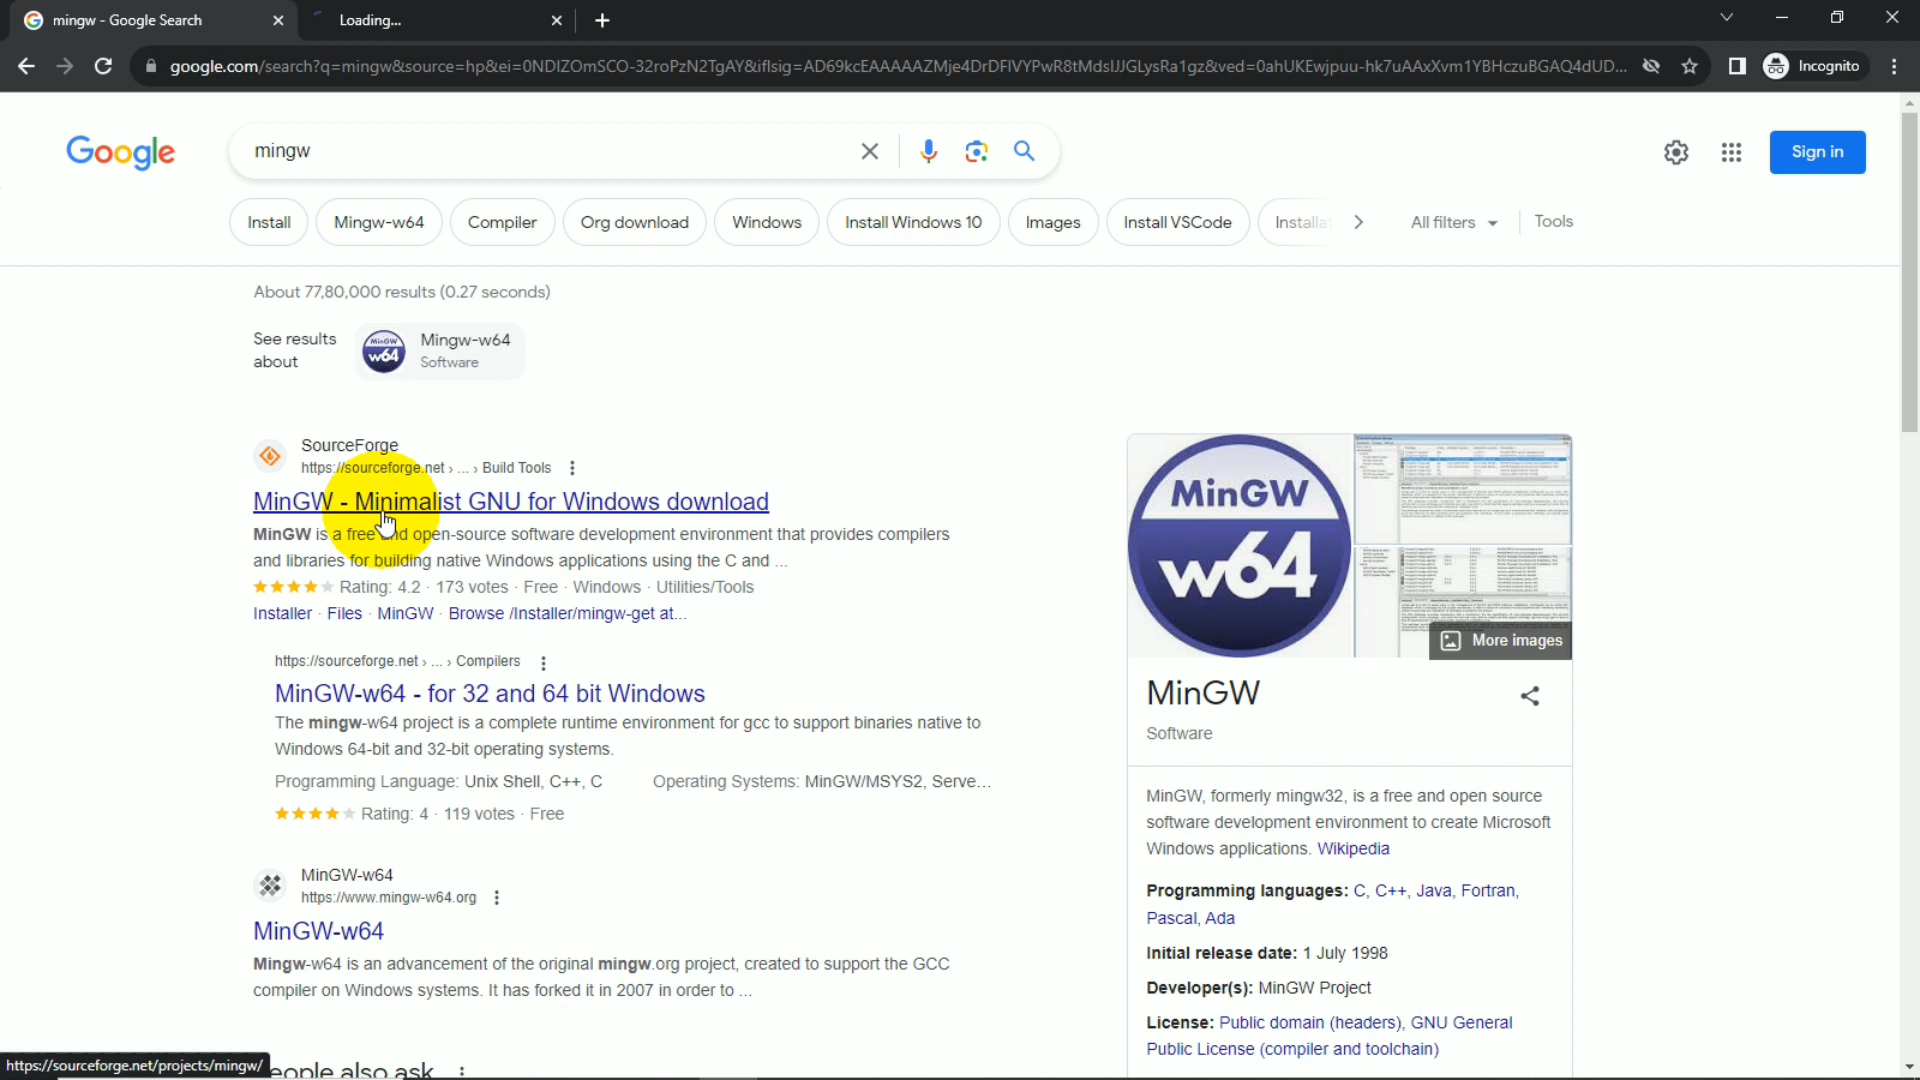 mingw - Google Search
Loading...
google.com/search?q=mingw&source=hp&ei=0NDIZOmSCO-32roPzN2TgAY&iflsig=AD69kcEAAAAAZMje4DrDFIVYPwR8tMdsIJJGLysRa1gz&ved=0ahUKEwjpuu-hk7uAAxXvm1YBHczuBGAQ4dUD...
Incognito
Google
mingw
Sign in
Install
Mingw-w64
Compiler
Org download
Windows
Install Windows 10
Images
Install VSCode
Installat
All filters
Tools
About 77,80,000 results (0.27 seconds)
See results about
MinGW w64
Mingw-w64
Software
SourceForge
https://sourceforge.net › ... › Build Tools
MinGW - Minimalist GNU for Windows download
MinGW is a free and open-source software development environment that provides compilers
and libraries for building native Windows applications using the C and ...
Rating: 4.2 · 173 votes · Free · Windows · Utilities/Tools
Installer · Files · MinGW · Browse /Installer/mingw-get at...
https://sourceforge.net › ... › Compilers
MinGW-w64 - for 32 and 64 bit Windows
The mingw-w64 project is a complete runtime environment for gcc to support binaries native to
Windows 64-bit and 32-bit operating systems.
Programming Language: Unix Shell, C++, C
Operating Systems: MinGW/MSYS2, Serve...
Rating: 4 · 119 votes · Free
MinGW-w64
https://www.mingw-w64.org
MinGW-w64
Mingw-w64 is an advancement of the original mingw.org project, created to support the GCC
compiler on Windows systems. It has forked it in 2007 in order to ...
eople also ask
https://sourceforge.net/projects/mingw/
MinGW
w64
More images
MinGW
Software
MinGW, formerly mingw32, is a free and open source
software development environment to create Microsoft
Windows applications. Wikipedia
Programming languages: C, C++, Java, Fortran,
Pascal, Ada
Initial release date: 1 July 1998
Developer(s): MinGW Project
License: Public domain (headers), GNU General
Public License (compiler and toolchain)